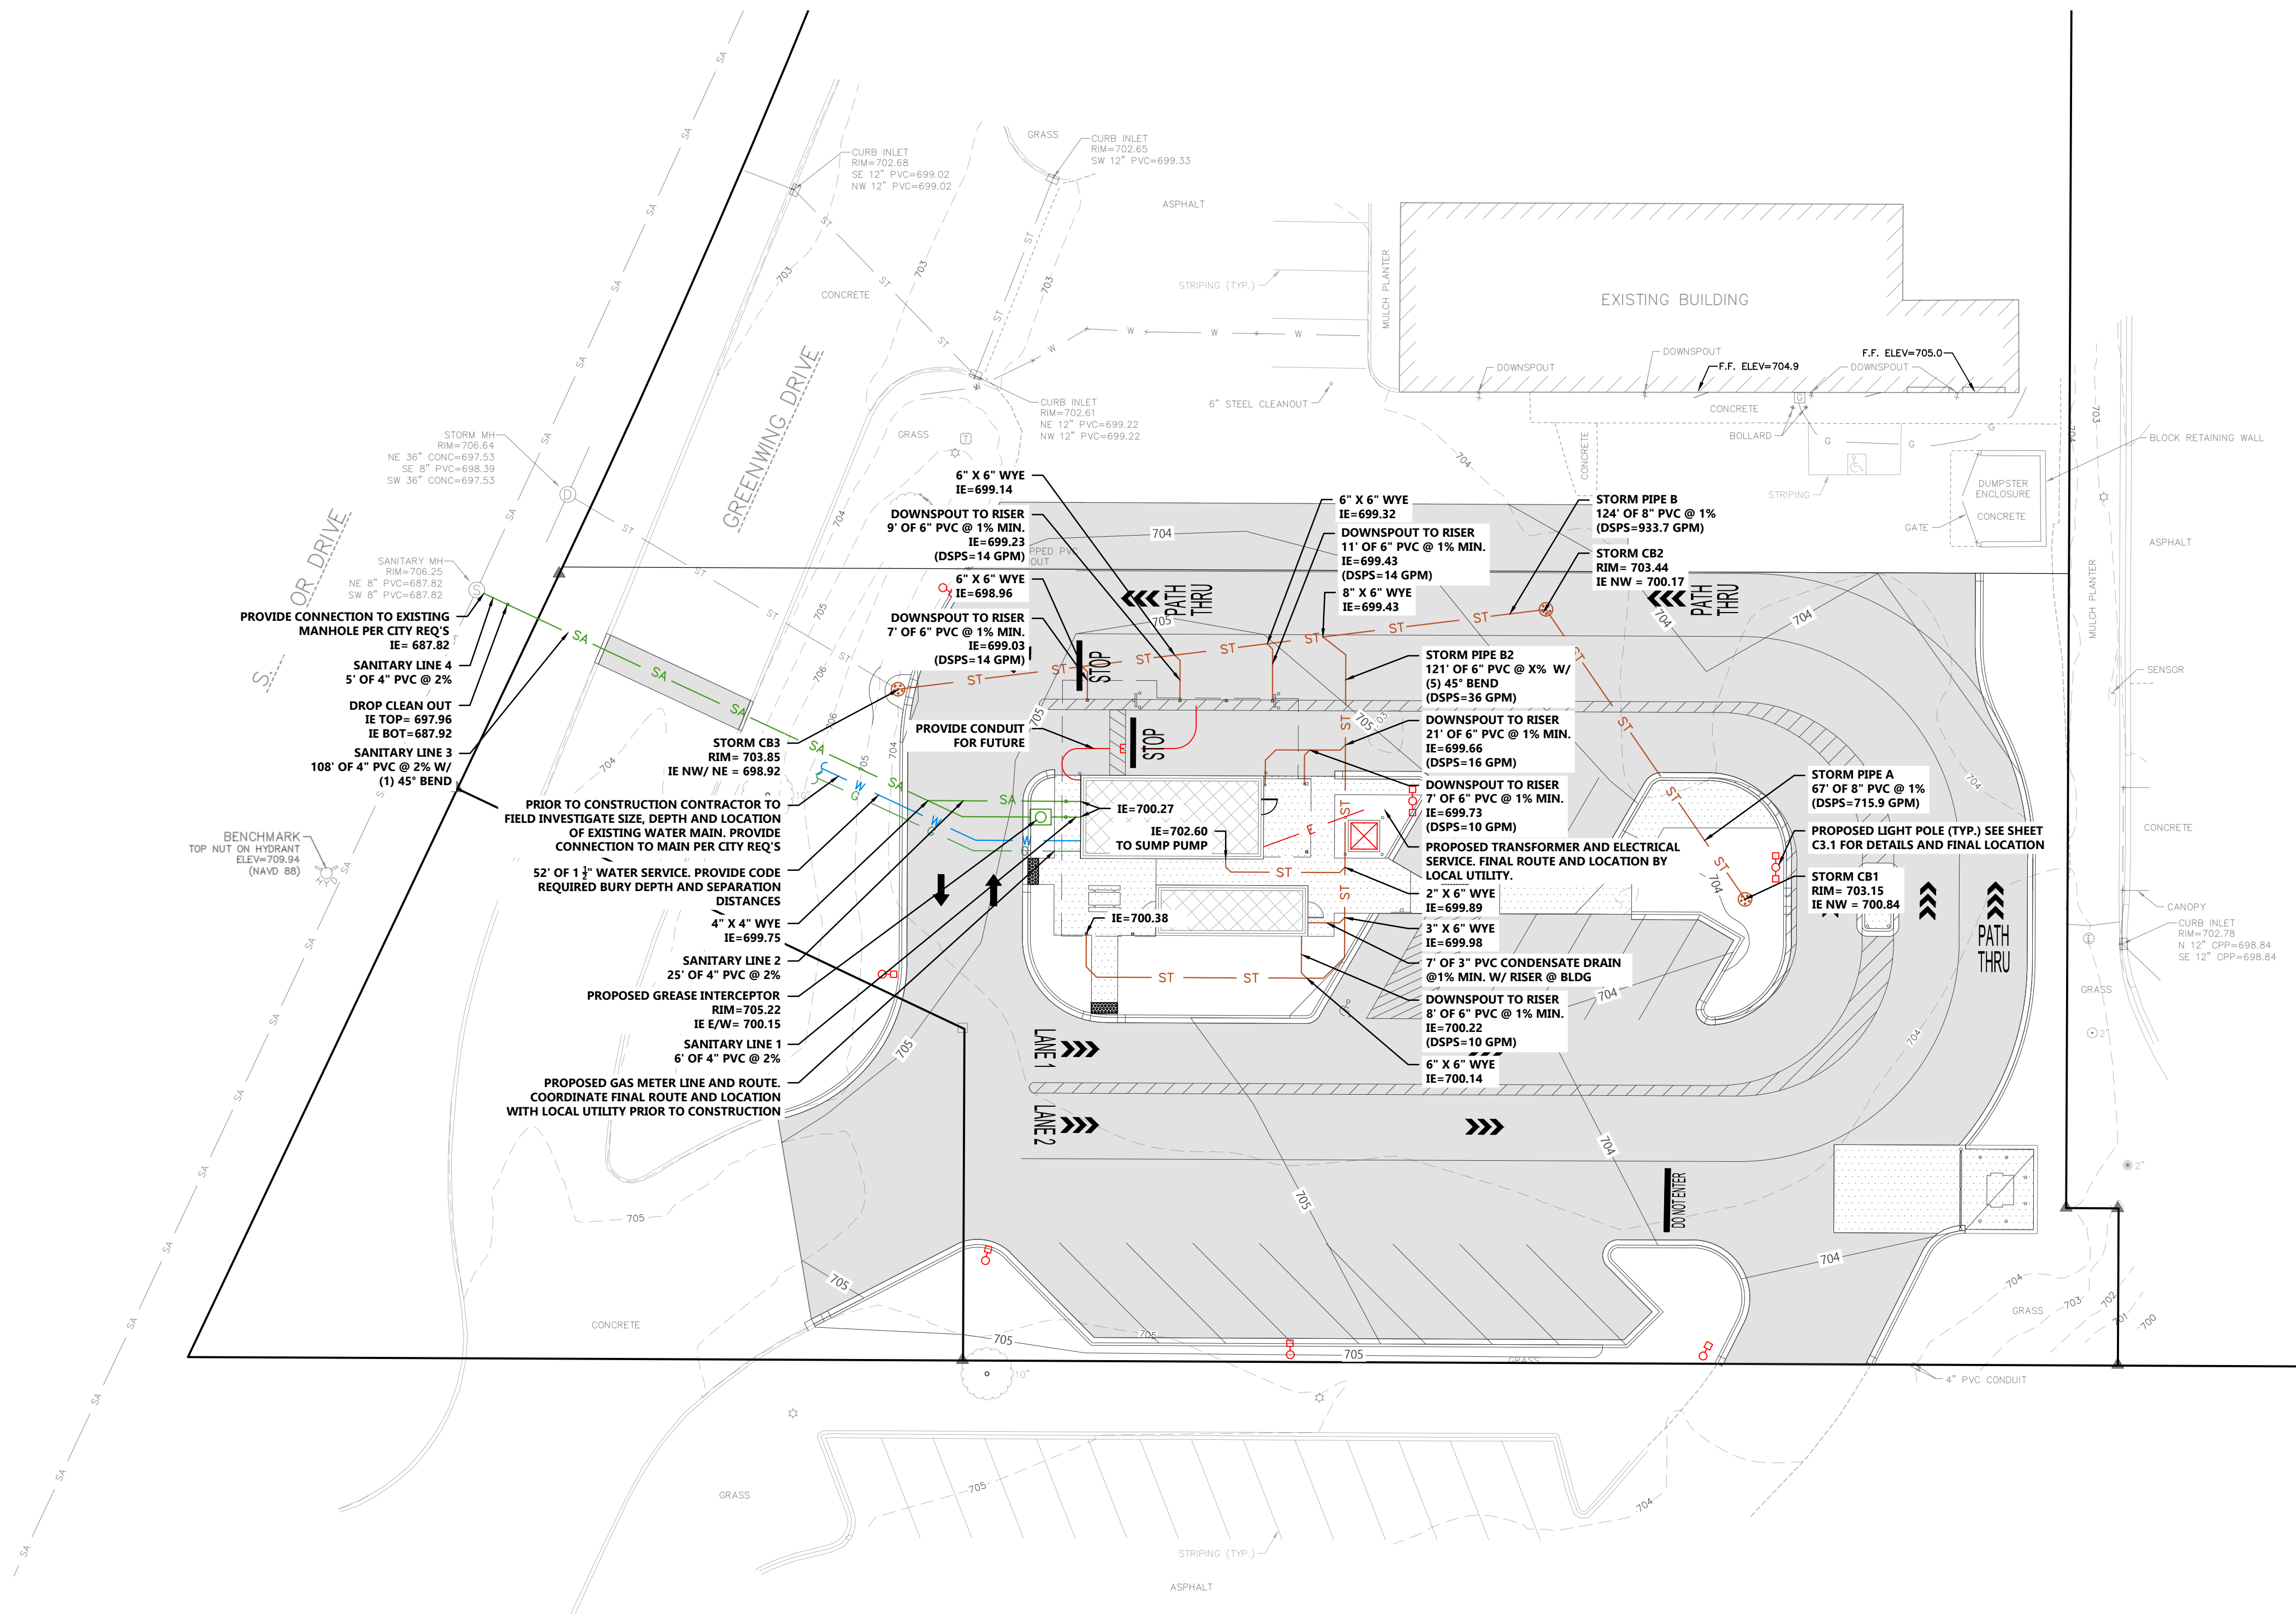 CURB INLET
RIM=702.68
SE 12" PVC=699.02
NW 12" PVC=699.02
GRASS
CURB INLET
RIM=702.65
SW 12" PVC=699.33
ASPHALT
CONCRETE
STRIPING (TYP.)
MULCH PLANTER
EXISTING BUILDING
F.F. ELEV=705.0
F.F. ELEV=704.9
DOWNSPOUT
DOWNSPOUT
DOWNSPOUT
6" STEEL CLEANOUT
CONCRETE
BOLLARD
CONCRETE
STRIPING
GATE
DUMPSTER
ENCLOSURE
CONCRETE
BLOCK RETAINING WALL
ASPHALT
MULCH PLANTER
SENSOR
CONCRETE
CANOPY
CURB INLET
RIM=702.78
N 12" CPP=698.84
SE 12" CPP=698.84
GRASS
2"
2"
GREENWING DRIVE
S.
OR DRIVE
CURB INLET
RIM=702.61
NE 12" PVC=699.22
NW 12" PVC=699.22
GRASS
STORM MH
RIM=706.64
NE 36" CONC=697.53
SE 8" PVC=698.39
SW 36" CONC=697.53
SANITARY MH
RIM=706.25
NE 8" PVC=687.82
SW 8" PVC=687.82
PROVIDE CONNECTION TO EXISTING
MANHOLE PER CITY REQ'S
IE= 687.82
SANITARY LINE 4
5' OF 4" PVC @ 2%
DROP CLEAN OUT
IE TOP= 697.96
IE BOT=687.92
SANITARY LINE 3
108' OF 4" PVC @ 2% W/
(1) 45° BEND
BENCHMARK
TOP NUT ON HYDRANT
ELEV=709.94
(NAVD 88)
HYD
6" X 6" WYE
IE=699.14
DOWNSPOUT TO RISER
9' OF 6" PVC @ 1% MIN.
IE=699.23
(DSPS=14 GPM)
PPED PVC
OUT
6" X 6" WYE
IE=698.96
DOWNSPOUT TO RISER
7' OF 6" PVC @ 1% MIN.
IE=699.03
(DSPS=14 GPM)
STORM CB3
RIM= 703.85
IE NW/ NE = 698.92
PROVIDE CONDUIT
FOR FUTURE
PRIOR TO CONSTRUCTION CONTRACTOR TO
FIELD INVESTIGATE SIZE, DEPTH AND LOCATION
OF EXISTING WATER MAIN. PROVIDE
CONNECTION TO MAIN PER CITY REQ'S
52' OF 1 ½" WATER SERVICE. PROVIDE CODE
REQUIRED BURY DEPTH AND SEPARATION
DISTANCES
4" X 4" WYE
IE=699.75
SANITARY LINE 2
25' OF 4" PVC @ 2%
PROPOSED GREASE INTERCEPTOR
RIM=705.22
IE E/W= 700.15
SANITARY LINE 1
6' OF 4" PVC @ 2%
PROPOSED GAS METER LINE AND ROUTE.
COORDINATE FINAL ROUTE AND LOCATION
WITH LOCAL UTILITY PRIOR TO CONSTRUCTION
6" X 6" WYE
IE=699.32
DOWNSPOUT TO RISER
11' OF 6" PVC @ 1% MIN.
IE=699.43
(DSPS=14 GPM)
8" X 6" WYE
IE=699.43
STORM PIPE B
124' OF 8" PVC @ 1%
(DSPS=933.7 GPM)
STORM CB2
RIM= 703.44
IE NW = 700.17
STORM PIPE B2
121' OF 6" PVC @ X% W/
(5) 45° BEND
(DSPS=36 GPM)
DOWNSPOUT TO RISER
21' OF 6" PVC @ 1% MIN.
IE=699.66
(DSPS=16 GPM)
DOWNSPOUT TO RISER
7' OF 6" PVC @ 1% MIN.
IE=699.73
(DSPS=10 GPM)
PROPOSED TRANSFORMER AND ELECTRICAL
SERVICE. FINAL ROUTE AND LOCATION BY
LOCAL UTILITY.
2" X 6" WYE
IE=699.89
3" X 6" WYE
IE=699.98
7' OF 3" PVC CONDENSATE DRAIN
@1% MIN. W/ RISER @ BLDG
DOWNSPOUT TO RISER
8' OF 6" PVC @ 1% MIN.
IE=700.22
(DSPS=10 GPM)
6" X 6" WYE
IE=700.14
STORM PIPE A
67' OF 8" PVC @ 1%
(DSPS=715.9 GPM)
PROPOSED LIGHT POLE (TYP.) SEE SHEET
C3.1 FOR DETAILS AND FINAL LOCATION
STORM CB1
RIM= 703.15
IE NW = 700.84
IE=700.27
IE=702.60
TO SUMP PUMP
IE=700.38
PATH
THRU
PATH
THRU
PATH
THRU
STOP
STOP
LANE 1
LANE 2
DO NOT ENTER
CONCRETE
GRASS
GRASS
GRASS
10"
4" PVC CONDUIT
STRIPING (TYP.)
ASPHALT